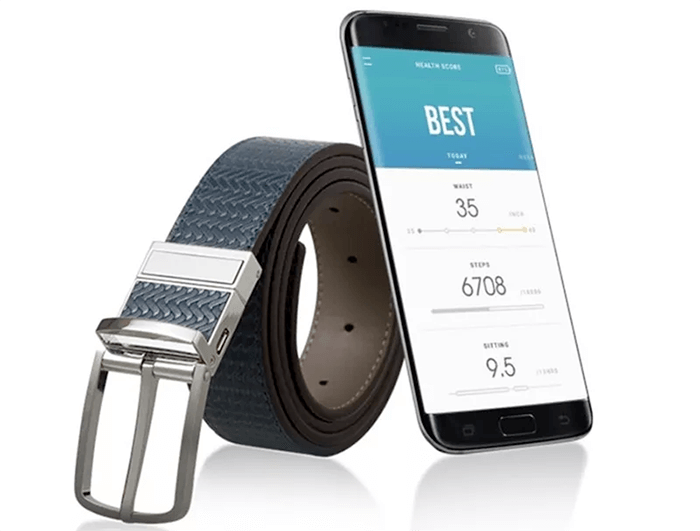 HEALTH SCORE
BEST
TODAY
WAIST
35
INCH
STEPS
6708
SITTING
9.5